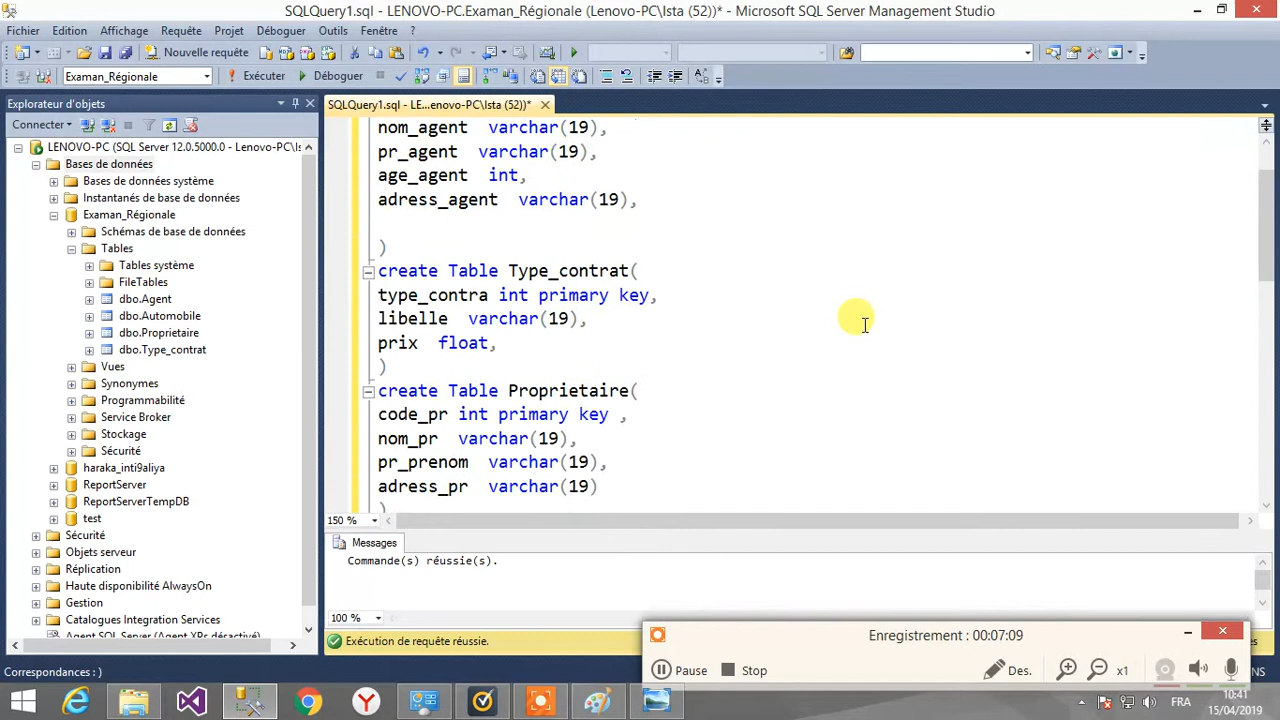 SQLQuery1.sql - LENOVO-PC.Examan_Régionale (Lenovo-PC\Ista (52))* - Microsoft SQL Server Management Studio
Fichier Edition Affichage Requête Projet Déboguer Outils Fenêtre ?
Nouvelle requête
Examan_Régionale ! Exécuter Déboguer
Explorateur d'objets
SQLQuery1.sql - LE...enovo-PC\Ista (52))*
Connecter
LENOVO-PC (SQL Server 12.0.5000.0 - Lenovo-PC\Is
Bases de données
Bases de données système
Instantanés de base de données
Examan_Régionale
Schémas de base de données
Tables
Tables système
FileTables
dbo.Agent
dbo.Automobile
dbo.Proprietaire
dbo.Type_contrat
Vues
Synonymes
Programmabilité
Service Broker
Stockage
Sécurité
haraka_inti9aliya
ReportServer
ReportServerTempDB
test
Sécurité
Objets serveur
Réplication
Haute disponibilité AlwaysOn
Gestion
Catalogues Integration Services
Agent SQL Server (Agent XPs désactivé)
nom_agent varchar(19),
pr_agent varchar(19),
age_agent int,
adress_agent varchar(19),
)
create Table Type_contrat(
type_contra int primary key,
libelle varchar(19),
prix float,
)
create Table Proprietaire(
code_pr int primary key ,
nom_pr varchar(19),
pr_prenom varchar(19),
adress_pr varchar(19)
)
150 %
Messages
Commande(s) réussie(s).
100 %
Exécution de requête réussie.
Enregistrement : 00:07:09
Pause Stop Des. x1
Correspondances : )
NS
FRA
10:41
15/04/2019